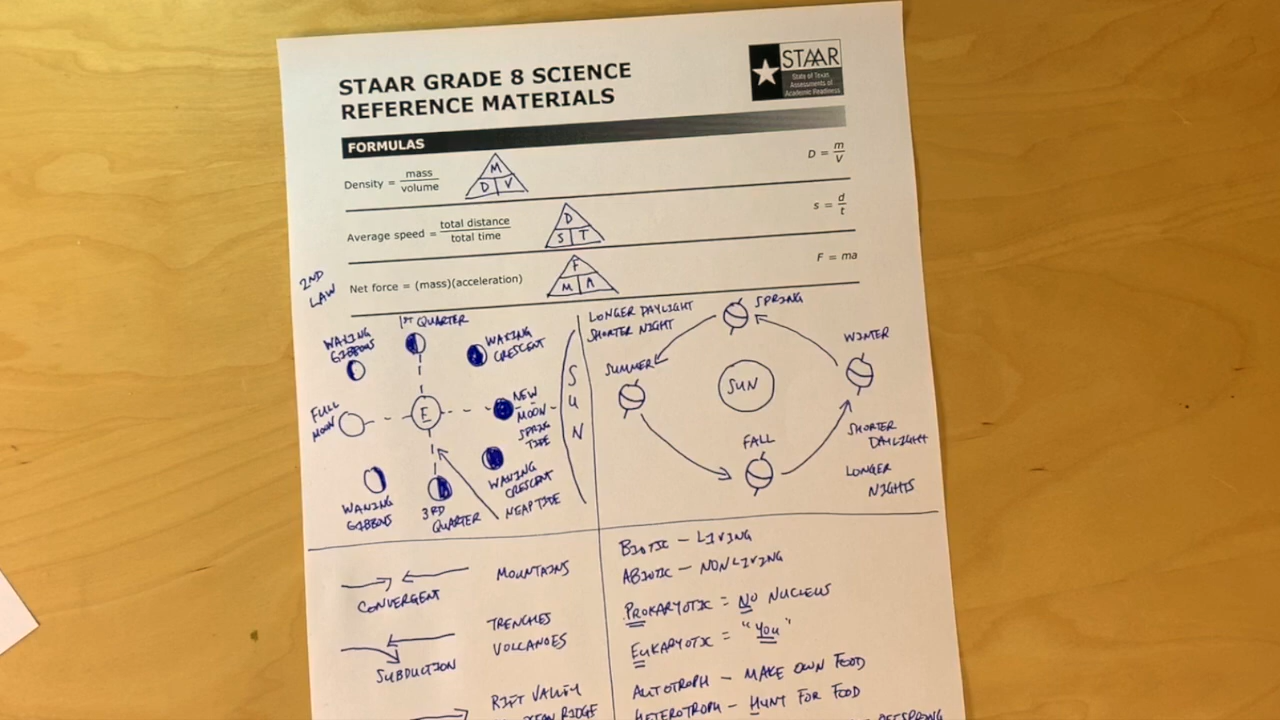 STAAR GRADE 8 SCIENCE
REFERENCE MATERIALS
STAAR
State of Texas
Assessments of
Academic Readiness
FORMULAS
Density = mass / volume
M
D V
D = m / V
Average speed = total distance / total time
D
S T
s = d / t
2ND
LAW
Net force = (mass)(acceleration)
F
M A
F = ma
1ST QUARTER
WAXING
GIBBOUS
WAXING
CRESCENT
FULL
MOON
E
NEW
MOON
SPRING
TIDE
SUN
WANING
GIBBOUS
3RD
QUARTER
WANING
CRESCENT
NEAP TIDE
LONGER DAYLIGHT
SHORTER NIGHT
SPRING
WINTER
SUMMER
SUN
FALL
SHORTER
DAYLIGHT
LONGER
NIGHTS
CONVERGENT
MOUNTAINS
SUBDUCTION
TRENCHES
VOLCANOES
RIFT VALLEY
RIDGE
BIOTIC - LIVING
ABIOTIC - NONLIVING
PROKARYOTIC = NO NUCLEUS
EUKARYOTIC = "YOU"
AUTOTROPH - MAKE OWN FOOD
HETEROTROPH - HUNT FOR FOOD
OFFSPRING